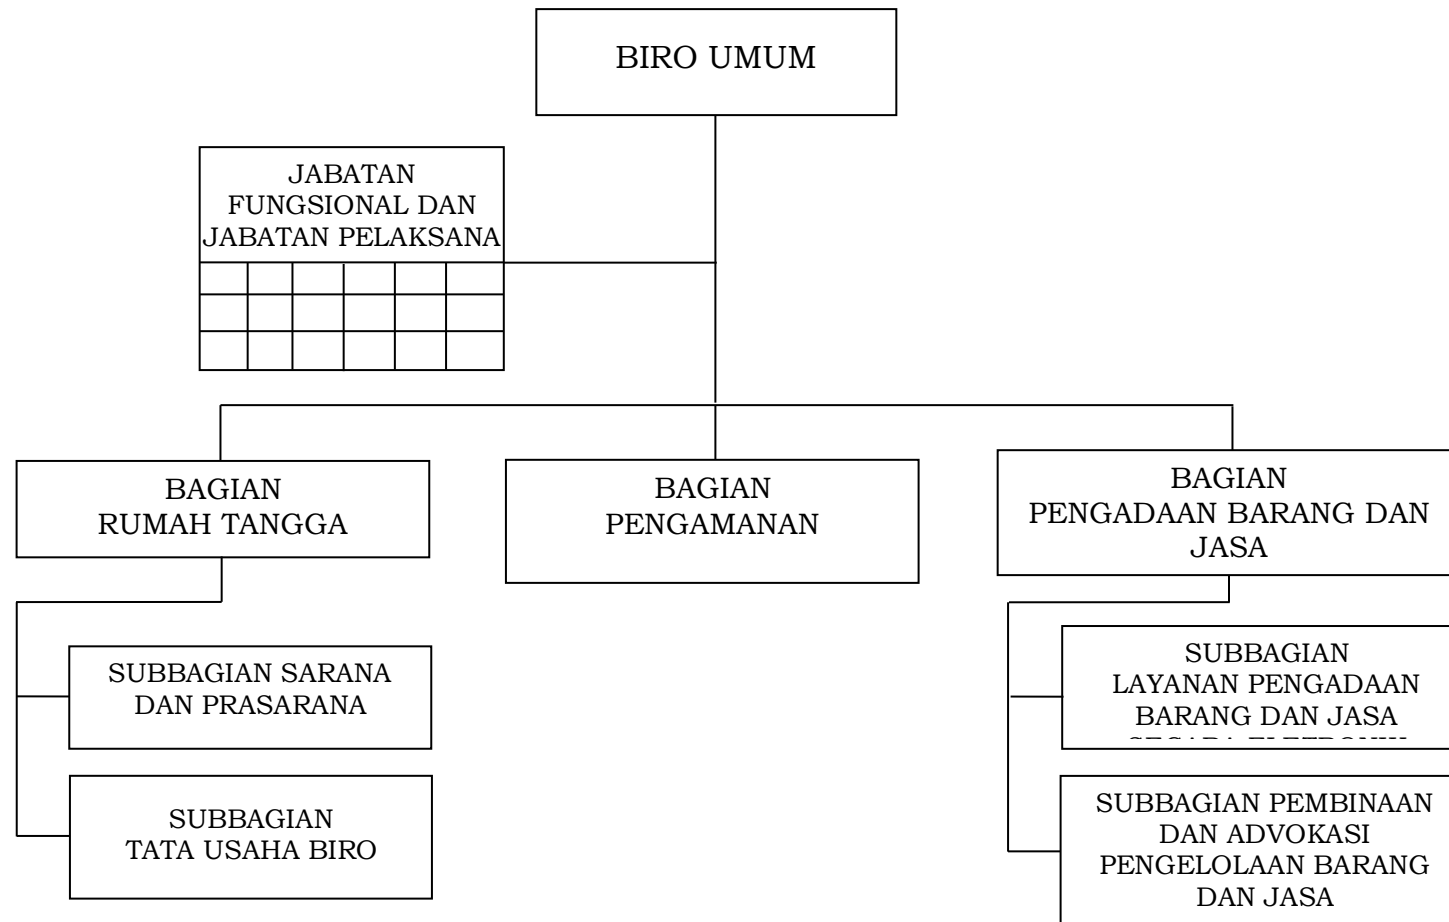 BIRO UMUM
JABATAN
FUNGSIONAL DAN
JABATAN PELAKSANA
BAGIAN
RUMAH TANGGA
BAGIAN
PENGAMANAN
BAGIAN
PENGADAAN BARANG DAN
JASA
SUBBAGIAN SARANA
DAN PRASARANA
SUBBAGIAN
TATA USAHA BIRO
SUBBAGIAN
LAYANAN PENGADAAN
BARANG DAN JASA
SUBBAGIAN PEMBINAAN
DAN ADVOKASI
PENGELOLAAN BARANG
DAN JASA